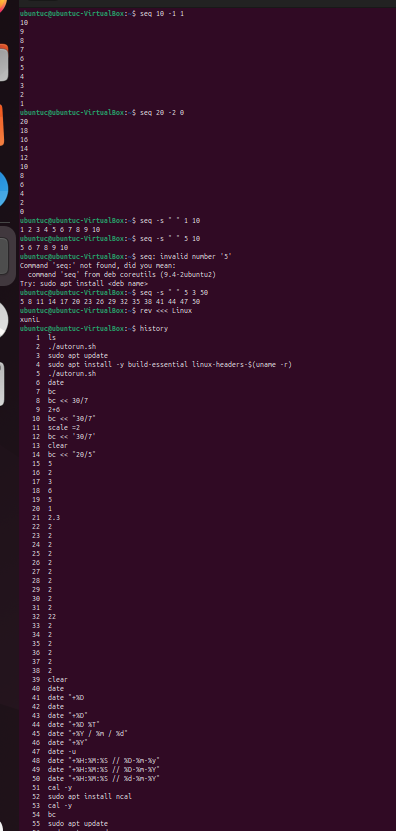 ubuntuc@ubuntuc-VirtualBox:~$ seq 10 -1 1
10
9
8
7
6
5
4
3
2
1
ubuntuc@ubuntuc-VirtualBox:~$ seq 20 -2 0
20
18
16
14
12
10
8
6
4
2
0
ubuntuc@ubuntuc-VirtualBox:~$ seq -s " " 1 10
1 2 3 4 5 6 7 8 9 10
ubuntuc@ubuntuc-VirtualBox:~$ seq -s " " 5 10
5 6 7 8 9 10
ubuntuc@ubuntuc-VirtualBox:~$ seq: invalid number '5'
Command 'seq:' not found, did you mean:
command 'seq' from deb coreutils (9.4-2ubuntu2)
Try: sudo apt install <deb name>
ubuntuc@ubuntuc-VirtualBox:~$ seq -s " " 5 3 50
5 8 11 14 17 20 23 26 29 32 35 38 41 44 47 50
ubuntuc@ubuntuc-VirtualBox:~$ rev <<< Linux
xuniL
ubuntuc@ubuntuc-VirtualBox:~$ history
1 ls
2 ./autorun.sh
3 sudo apt update
4 sudo apt install -y build-essential linux-headers-$(uname -r)
5 ./autorun.sh
6 date
7 bc
8 bc << 30/7
9 2+6
10 bc << "30/7"
11 scale =2
12 bc << '30/7'
13 clear
14 bc << "20/5"
15 5
16 2
17 3
18 6
19 5
20 1
21 2.3
22 2
23 2
24 2
25 2
26 2
27 2
28 2
29 2
30 2
31 2
32 22
33 2
34 2
35 2
36 2
37 2
38 2
39 clear
40 date
41 date "+%D
42 date
43 date "+%D"
44 date "+%D %T"
45 date "+%Y / %m / %d"
46 date "+%Y"
47 date -u
48 date "+%H:%M:%S // %D-%m-%y"
49 date "+%H:%M:%S // %D-%m-%Y"
50 date "+%H:%M:%S // %d-%m-%Y"
51 cal -y
52 sudo apt install ncal
53 cal -y
54 bc
55 sudo apt update